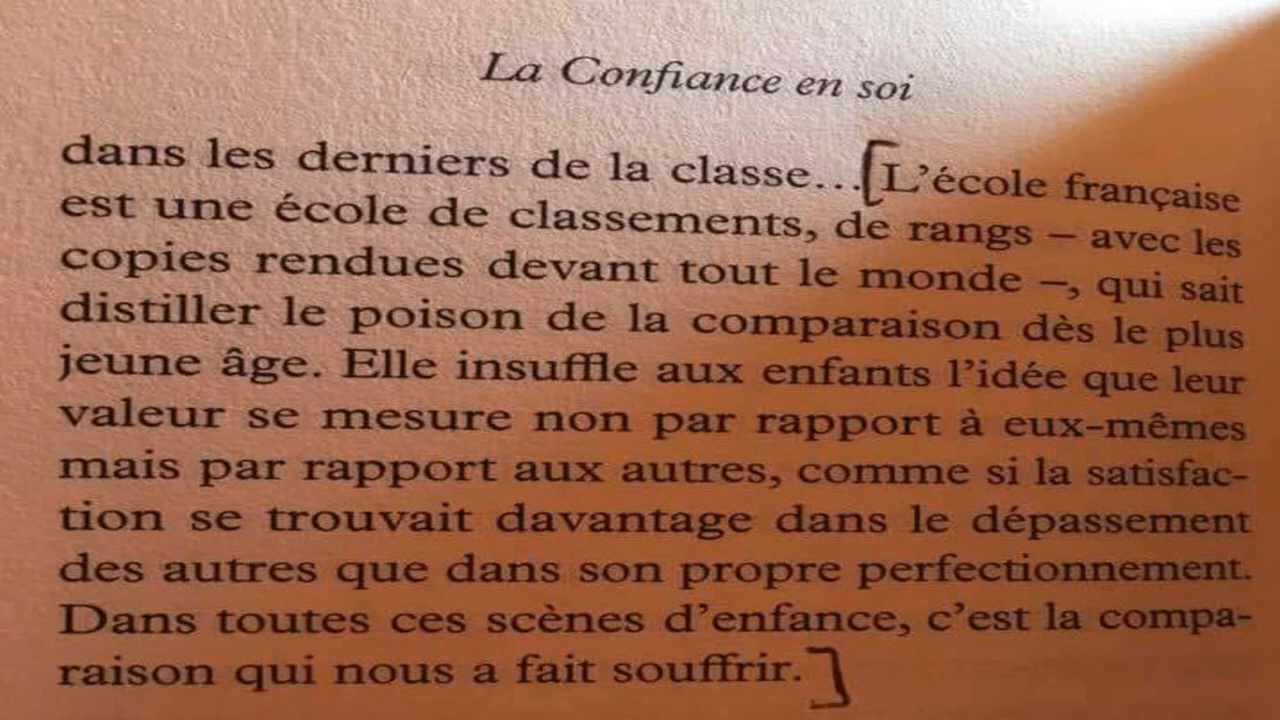 La Confiance en soi
dans les derniers de la classe...[L'école française
est une école de classements, de rangs – avec les
copies rendues devant tout le monde –, qui sait
distiller le poison de la comparaison dès le plus
jeune âge. Elle insuffle aux enfants l'idée que leur
valeur se mesure non par rapport à eux-mêmes
mais par rapport aux autres, comme si la satisfac-
tion se trouvait davantage dans le dépassement
des autres que dans son propre perfectionnement.
Dans toutes ces scènes d'enfance, c'est la compa-
raison qui nous a fait souffrir.]